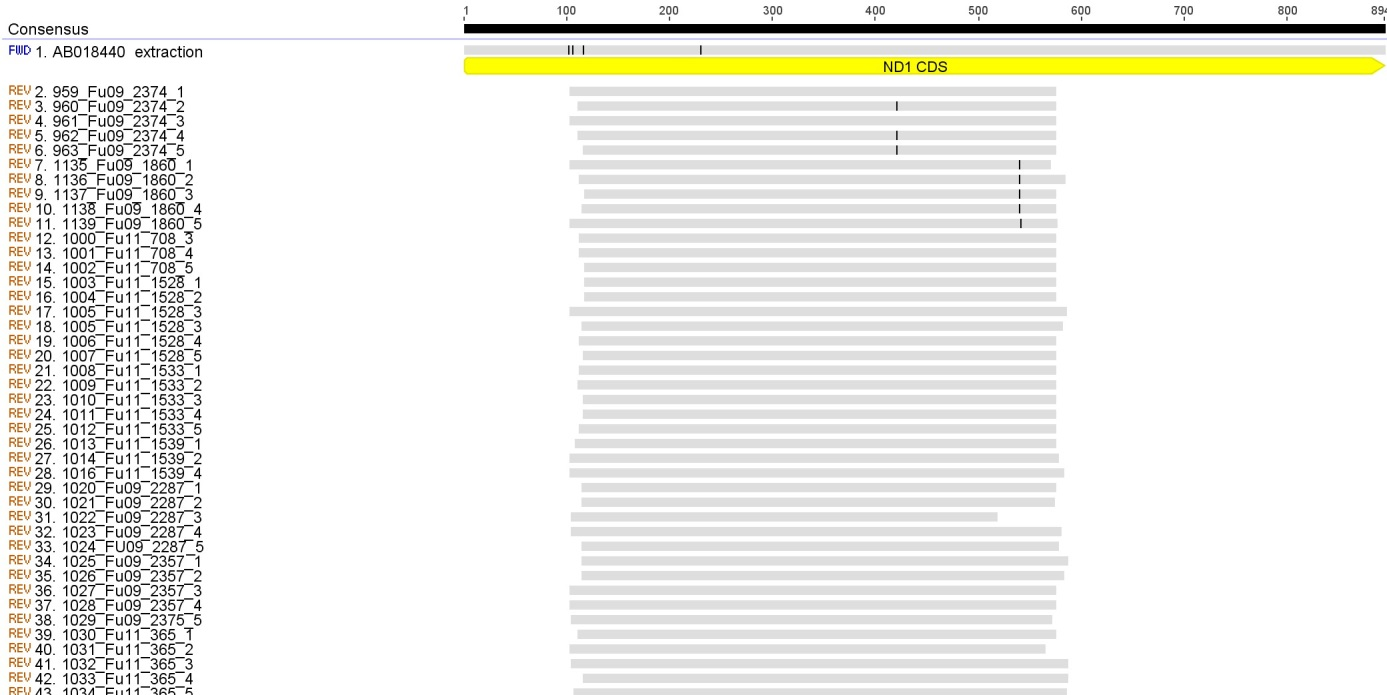 1 100 200 300 400 500 600 700 800 894
Consensus
FWD 1. AB018440 extraction
ND1 CDS
REV 2. 959_Fu09_2374_1
REV 3. 960_Fu09_2374_2
REV 4. 961_Fu09_2374_3
REV 5. 962_Fu09_2374_4
REV 6. 963_Fu09_2374_5
REV 7. 1135_Fu09_1860_1
REV 8. 1136_Fu09_1860_2
REV 9. 1137_Fu09_1860_3
REV 10. 1138_Fu09_1860_4
REV 11. 1139_Fu09_1860_5
REV 12. 1000_Fu11_708_3
REV 13. 1001_Fu11_708_4
REV 14. 1002_Fu11_708_5
REV 15. 1003_Fu11_1528_1
REV 16. 1004_Fu11_1528_2
REV 17. 1005_Fu11_1528_3
REV 18. 1005_Fu11_1528_3
REV 19. 1006_Fu11_1528_4
REV 20. 1007_Fu11_1528_5
REV 21. 1008_Fu11_1533_1
REV 22. 1009_Fu11_1533_2
REV 23. 1010_Fu11_1533_3
REV 24. 1011_Fu11_1533_4
REV 25. 1012_Fu11_1533_5
REV 26. 1013_Fu11_1539_1
REV 27. 1014_Fu11_1539_2
REV 28. 1016_Fu11_1539_4
REV 29. 1020_Fu09_2287_1
REV 30. 1021_Fu09_2287_2
REV 31. 1022_Fu09_2287_3
REV 32. 1023_Fu09_2287_4
REV 33. 1024_FU09_2287_5
REV 34. 1025_Fu09_2357_1
REV 35. 1026_Fu09_2357_2
REV 36. 1027_Fu09_2357_3
REV 37. 1028_Fu09_2357_4
REV 38. 1029_Fu09_2375_5
REV 39. 1030_Fu11_365_1
REV 40. 1031_Fu11_365_2
REV 41. 1032_Fu11_365_3
REV 42. 1033_Fu11_365_4
REV 43. 1034_Fu11_365_5